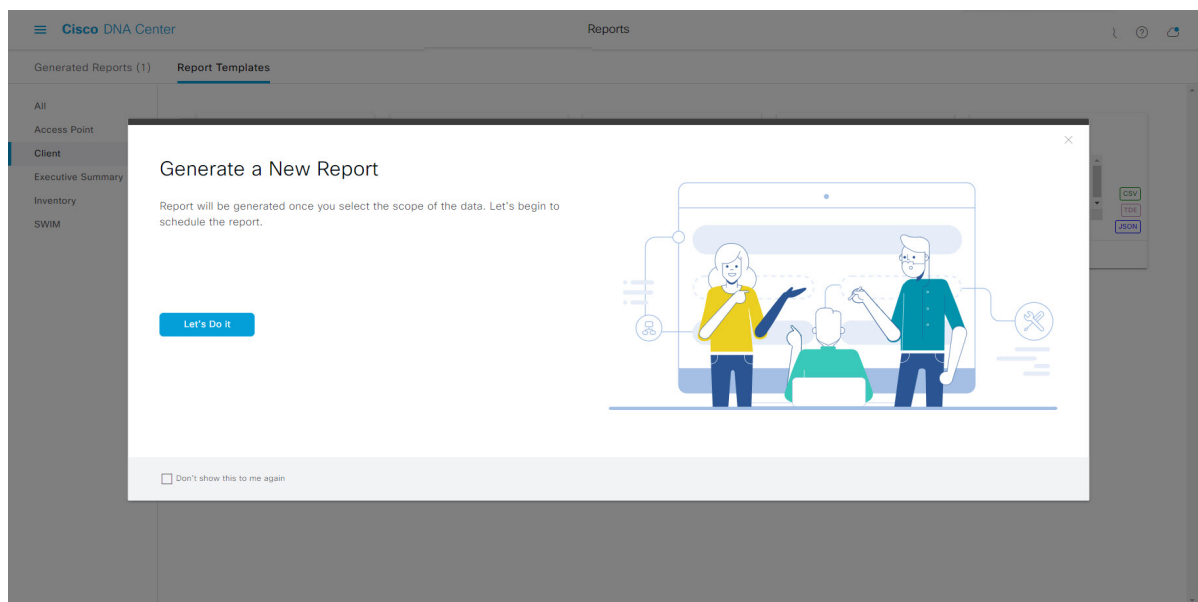 Cisco DNA Center
Reports
Generated Reports (1)
Report Templates
All
Access Point
Client
Executive Summary
Inventory
SWIM
Generate a New Report
Report will be generated once you select the scope of the data. Let's begin to
schedule the report.
Let's Do It
Don't show this to me again
CSV
TDE
JSON